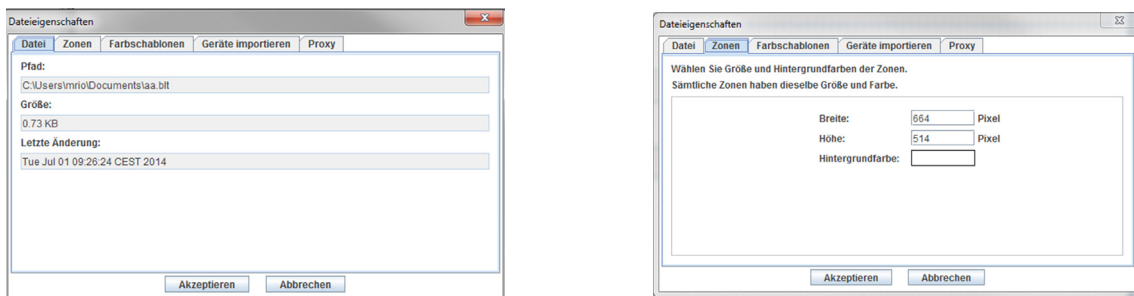 Dateieigenschaften
Datei Zonen Farbschablonen Geräte importieren Proxy
Pfad:
C:\Users\mrio\Documents\aa.blt
Größe:
0.73 KB
Letzte Änderung:
Tue Jul 01 09:26:24 CEST 2014
Akzeptieren Abbrechen
Dateieigenschaften
Datei Zonen Farbschablonen Geräte importieren Proxy
Wählen Sie Größe und Hintergrundfarben der Zonen.
Sämtliche Zonen haben dieselbe Größe und Farbe.
Breite: 664 Pixel
Höhe: 514 Pixel
Hintergrundfarbe:
Akzeptieren Abbrechen